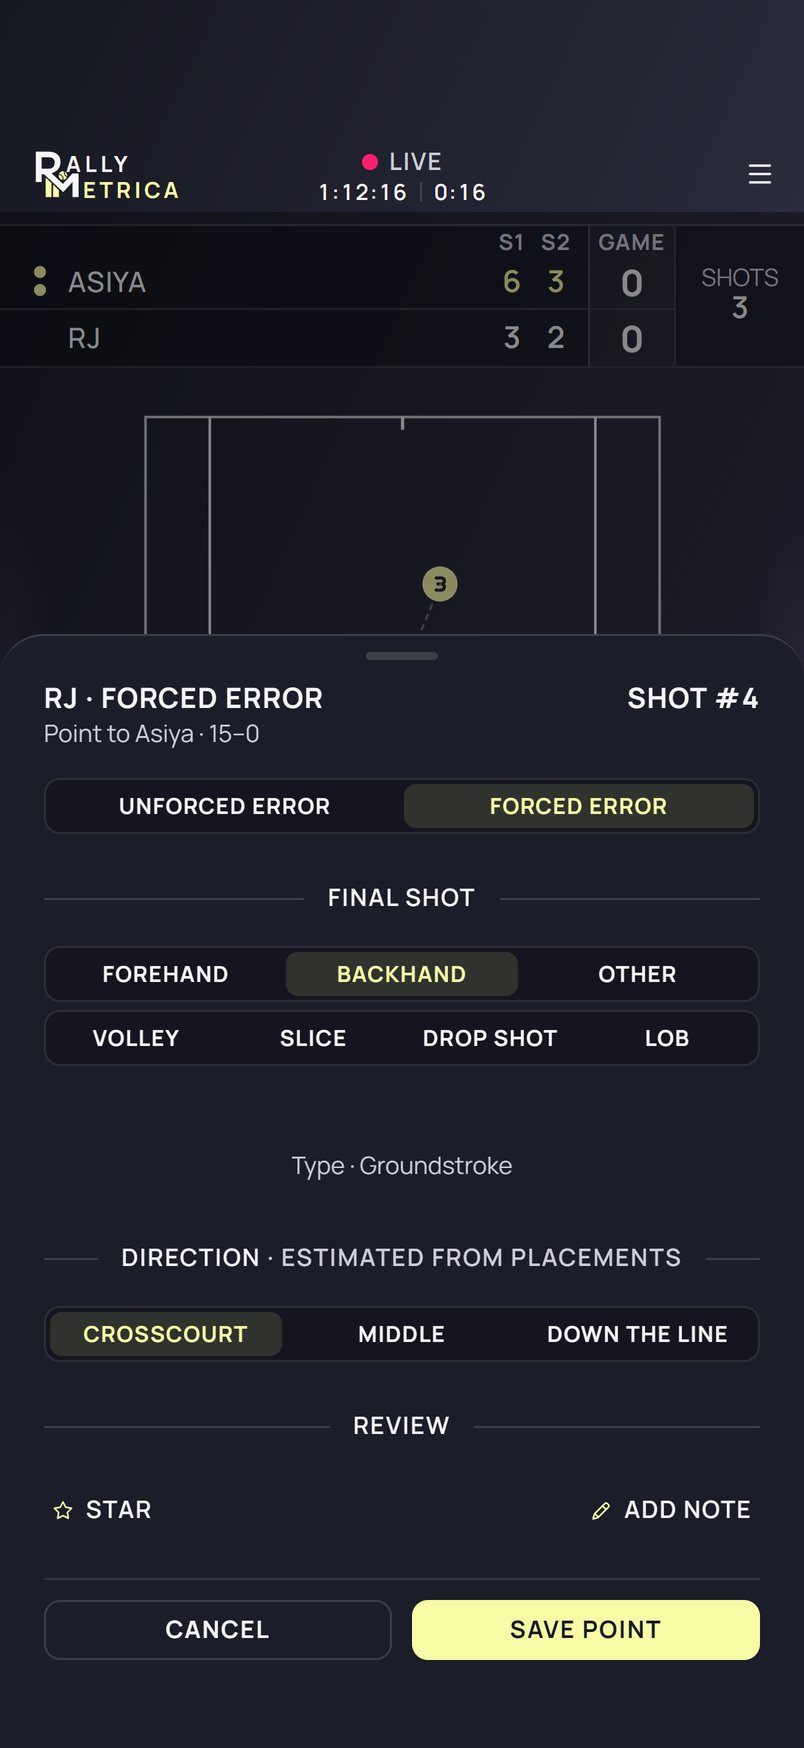 RALLY
METRICA
LIVE
1:12:16 | 0:16
S1 S2 GAME
ASIYA 6 3 0
SHOTS
3
RJ 3 2 0
3
RJ · FORCED ERROR
SHOT #4
Point to Asiya · 15–0
UNFORCED ERROR FORCED ERROR
FINAL SHOT
FOREHAND BACKHAND OTHER
VOLLEY SLICE DROP SHOT LOB
Type · Groundstroke
DIRECTION · ESTIMATED FROM PLACEMENTS
CROSSCOURT MIDDLE DOWN THE LINE
REVIEW
STAR ADD NOTE
CANCEL SAVE POINT